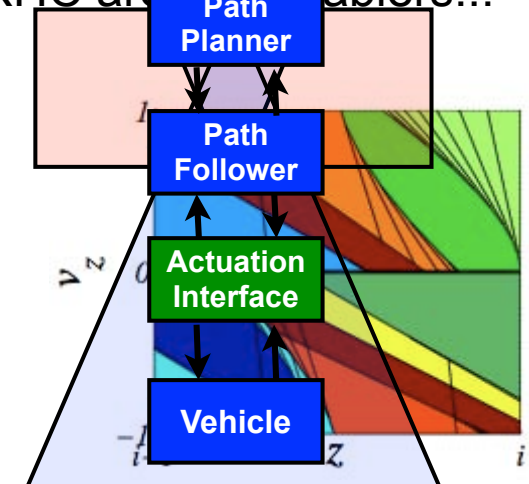 Path
Planner
1
Path
Follower
v z
0
Actuation
Interface
Vehicle
-1
z
i